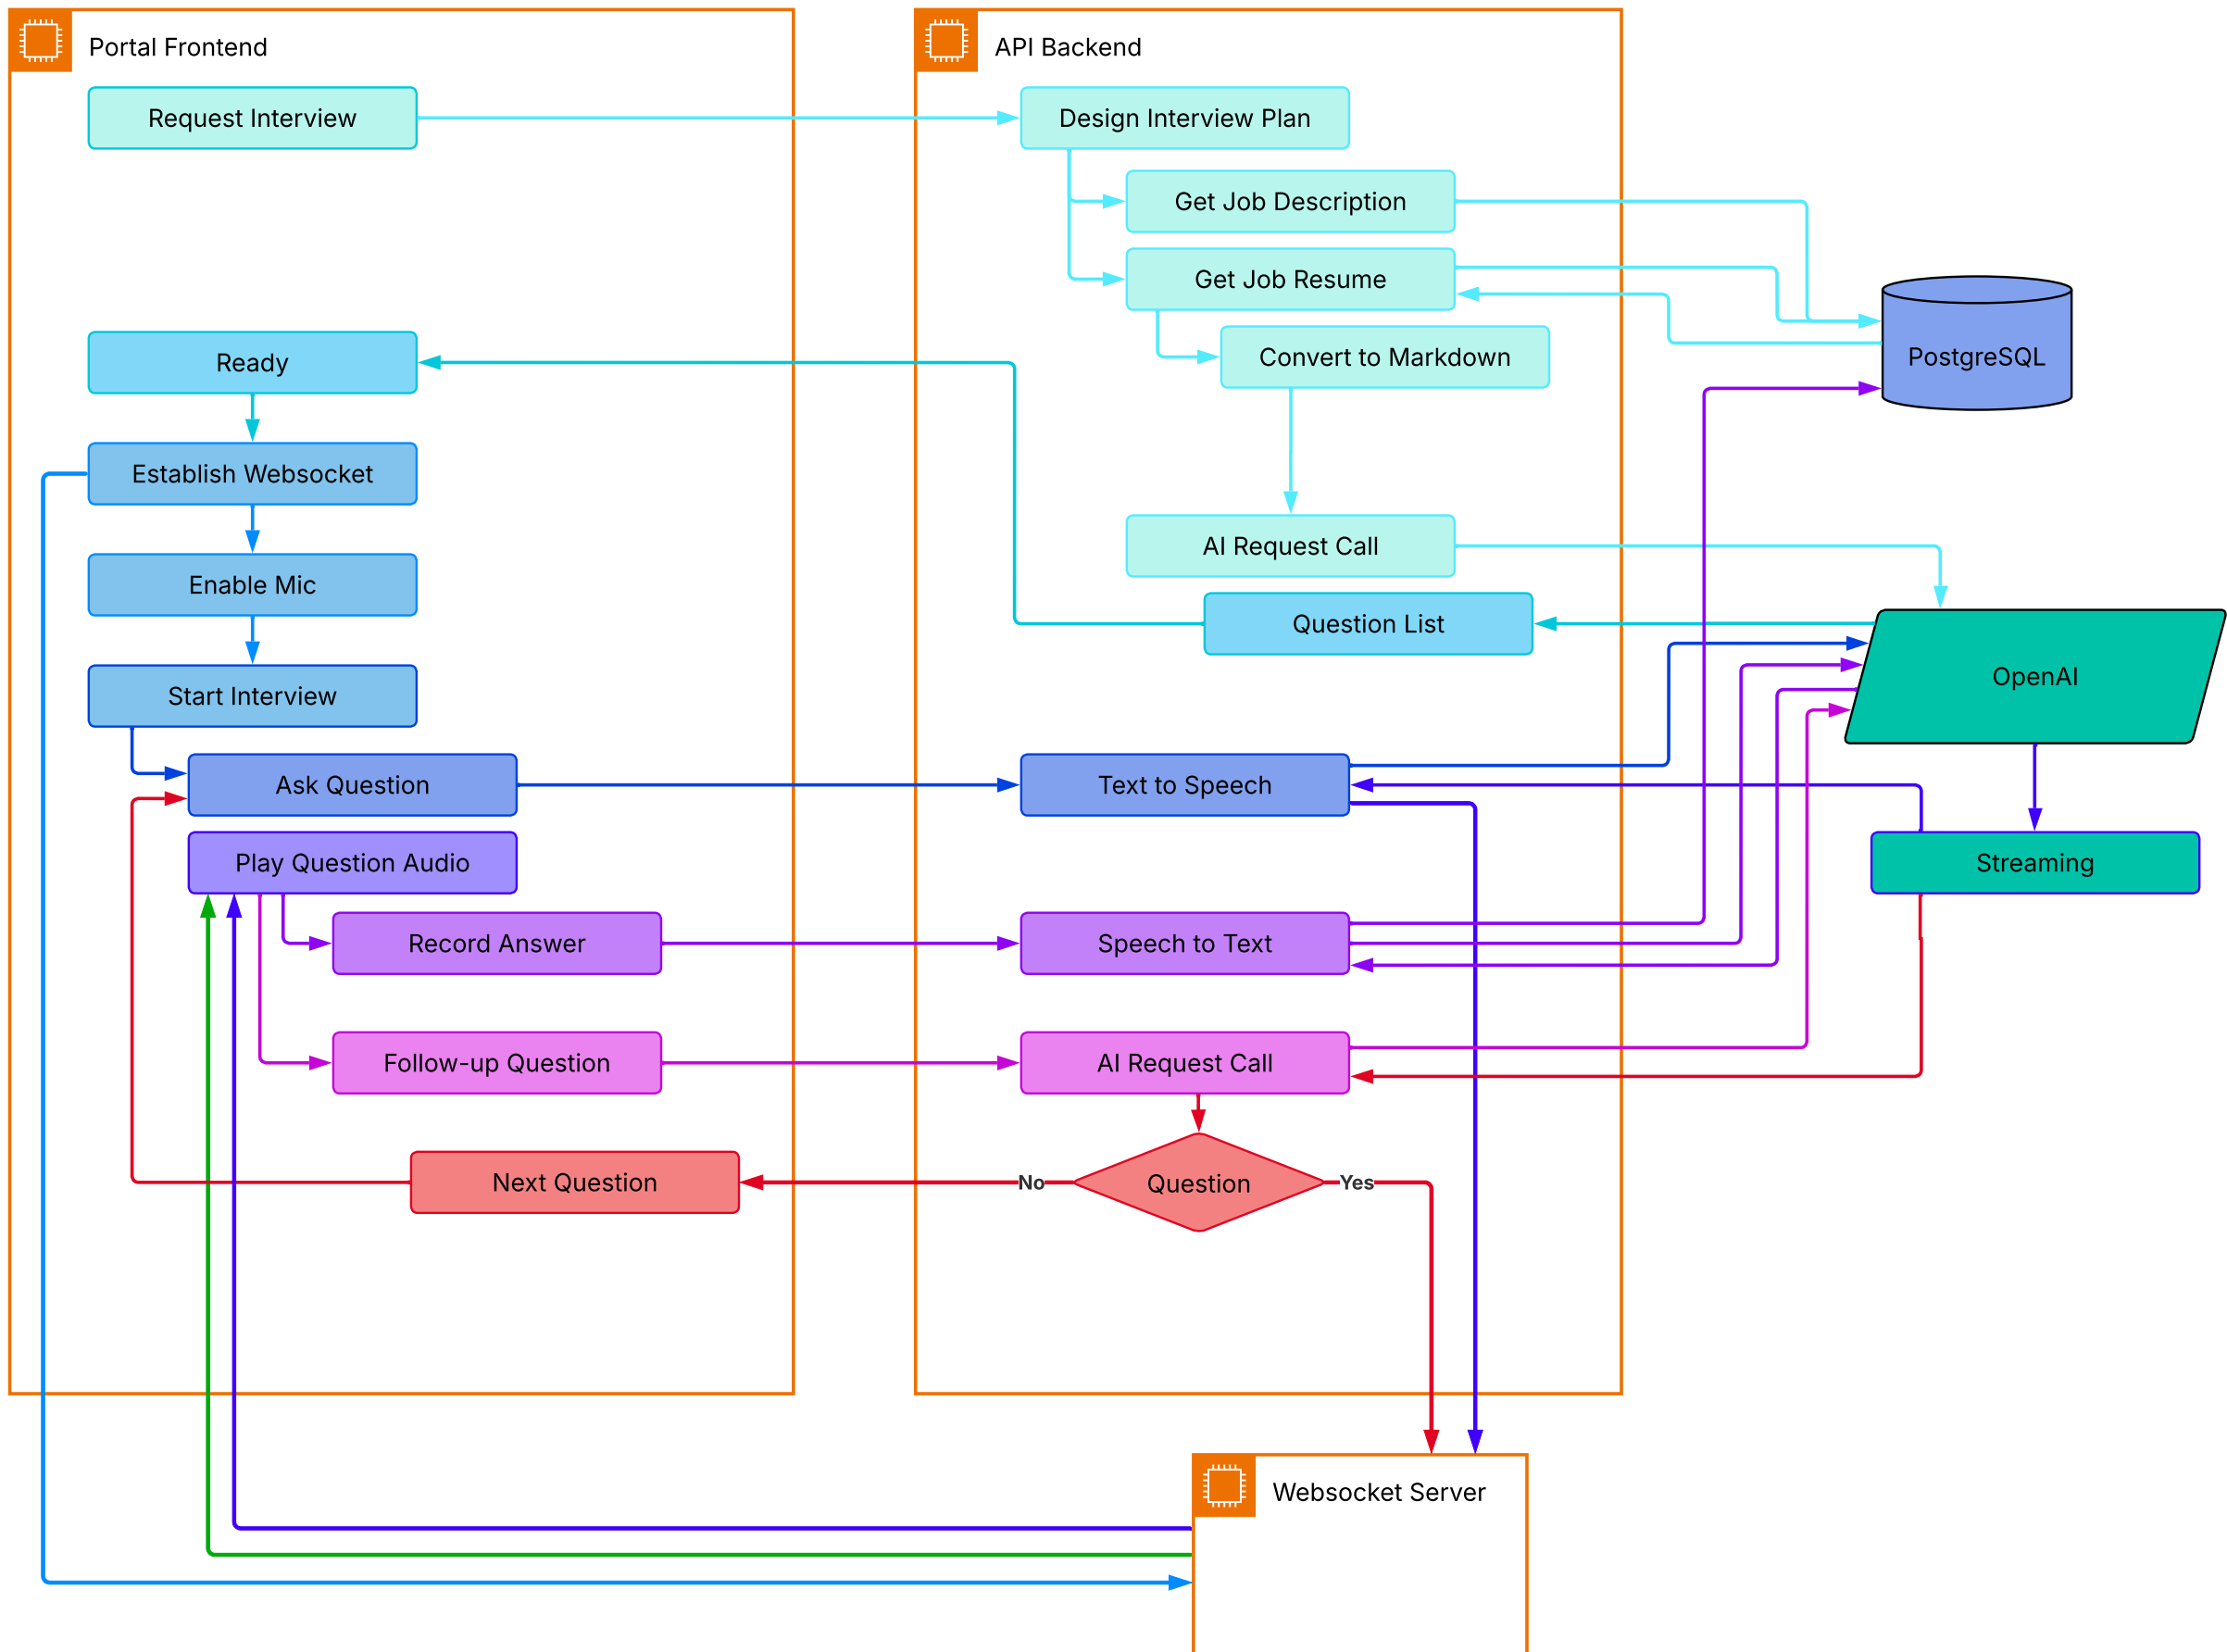 Portal Frontend
API Backend
Request Interview
Design Interview Plan
Get Job Description
Get Job Resume
PostgreSQL
Convert to Markdown
Ready
Establish Websocket
AI Request Call
Enable Mic
Question List
OpenAI
Start Interview
Ask Question
Text to Speech
Play Question Audio
Streaming
Record Answer
Speech to Text
Follow-up Question
AI Request Call
Next Question
No
Question
Yes
Websocket Server